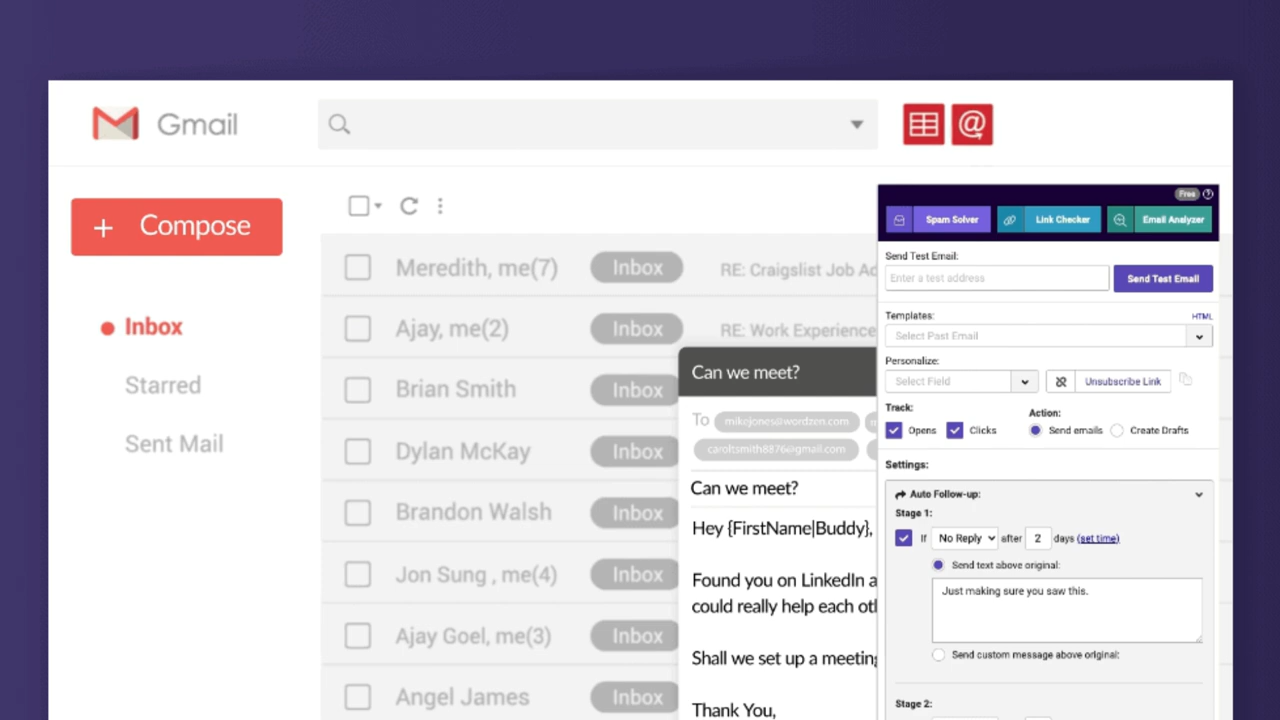 Gmail
Compose
Inbox
Starred
Sent Mail
Meredith, me(7) Inbox RE: Craigslist Job
Ajay, me(2) Inbox RE: Work Experience
Brian Smith Inbox
Dylan McKay Inbox
Brandon Walsh Inbox
Jon Sung , me(4) Inbox
Ajay Goel, me(3) Inbox
Angel James Inbox
Can we meet?
To mikejones@wordzen.com
caroltsmith8876@gmail.com
Can we meet?
Hey {FirstName|Buddy},
Found you on LinkedIn
could really help each
Shall we set up a
Thank You,
Free
Spam Solver Link Checker Email Analyzer
Send Test Email:
Enter a test address Send Test Email
Templates: HTML
Select Past Email
Personalize:
Select Field Unsubscribe Link
Track: Action:
Opens Clicks Send emails Create Drafts
Settings:
Auto Follow-up:
Stage 1:
If No Reply after 2 days (set time)
Send text above original:
Just making sure you saw this.
Send custom message above original:
Stage 2: